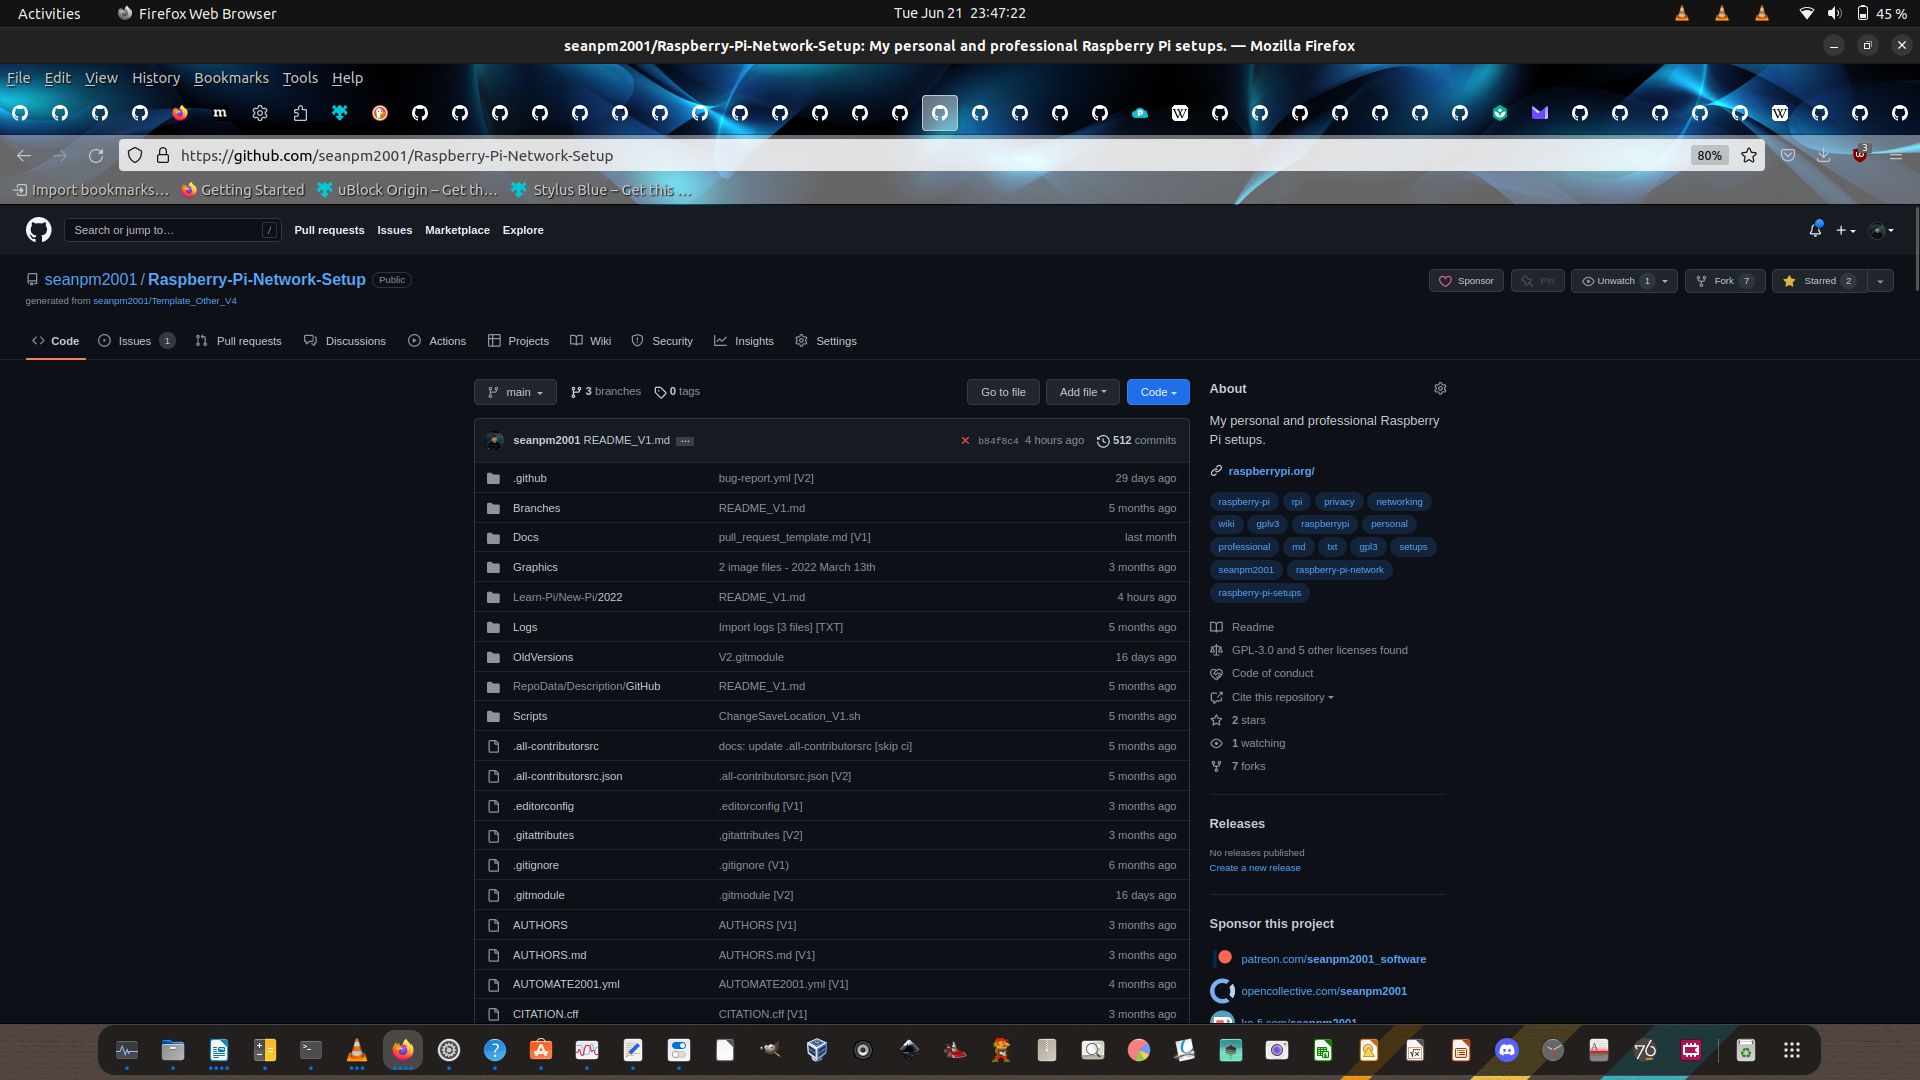 Activities
Firefox Web Browser
Tue Jun 21 23:47:22
45 %
seanpm2001/Raspberry-Pi-Network-Setup: My personal and professional Raspberry Pi setups. — Mozilla Firefox
File Edit View History Bookmarks Tools Help
https://github.com/seanpm2001/Raspberry-Pi-Network-Setup
80%
3
Import bookmarks… Getting Started uBlock Origin – Get th… Stylus Blue – Get this …
Search or jump to…
/
Pull requests Issues Marketplace Explore
seanpm2001 / Raspberry-Pi-Network-Setup Public
Sponsor Pin Unwatch 1 Fork 7 Starred 2
generated from seanpm2001/Template_Other_V4
Code Issues 1 Pull requests Discussions Actions Projects Wiki Security Insights Settings
main 3 branches 0 tags Go to file Add file Code
seanpm2001 README_V1.md … b84f8c4 4 hours ago 512 commits
.github bug-report.yml [V2] 29 days ago
Branches README_V1.md 5 months ago
Docs pull_request_template.md [V1] last month
Graphics 2 image files - 2022 March 13th 3 months ago
Learn-Pi/New-Pi/2022 README_V1.md 4 hours ago
Logs Import logs [3 files] [TXT] 5 months ago
OldVersions V2.gitmodule 16 days ago
RepoData/Description/GitHub README_V1.md 5 months ago
Scripts ChangeSaveLocation_V1.sh 5 months ago
.all-contributorsrc docs: update .all-contributorsrc [skip ci] 5 months ago
.all-contributorsrc.json .all-contributorsrc.json [V2] 5 months ago
.editorconfig .editorconfig [V1] 3 months ago
.gitattributes ,gitattributes [V2] 3 months ago
.gitignore .gitignore (V1) 6 months ago
.gitmodule .gitmodule [V2] 16 days ago
AUTHORS AUTHORS [V1] 3 months ago
AUTHORS.md AUTHORS.md [V1] 3 months ago
AUTOMATE2001.yml AUTOMATE2001.yml [V1] 4 months ago
CITATION.cff CITATION.cff [V1] 3 months ago
About
My personal and professional Raspberry
Pi setups.
raspberrypi.org/
raspberry-pi rpi privacy networking
wiki gplv3 raspberrypi personal
professional md txt gpl3 setups
seanpm2001 raspberry-pi-network
raspberry-pi-setups
Readme
GPL-3.0 and 5 other licenses found
Code of conduct
Cite this repository
2 stars
1 watching
7 forks
Releases
No releases published
Create a new release
Sponsor this project
patreon.com/seanpm2001_software
opencollective.com/seanpm2001
ko-fi.com/seanpm2001
76